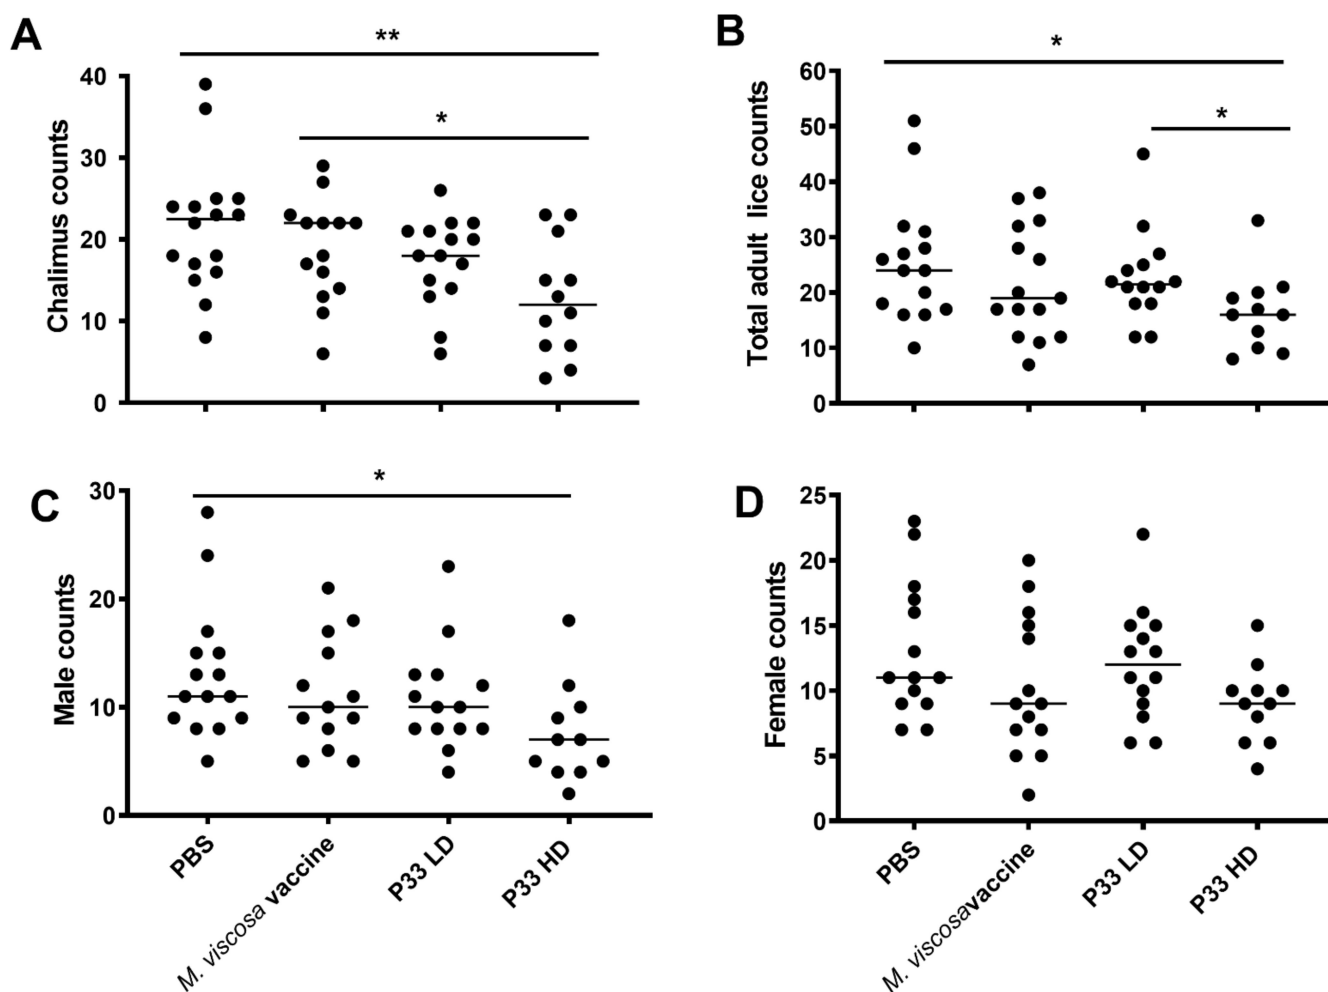 A
**
40
30
20
10
0
Chalimus counts
*
B
*
60
50
40
30
20
10
0
Total adult lice counts
*
C
*
30
20
10
0
Male counts
PBS
M. viscosa vaccine
P33 LD
P33 HD
D
25
20
15
10
5
0
Female counts
PBS
M. viscosavaccine
P33 LD
P33 HD